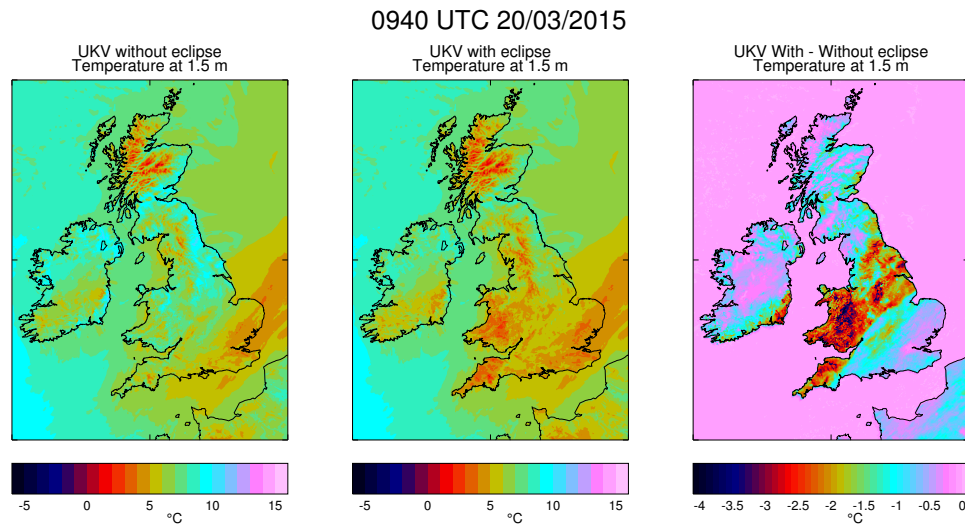 0940 UTC 20/03/2015
UKV without eclipse
Temperature at 1.5 m
UKV with eclipse
Temperature at 1.5 m
UKV With - Without eclipse
Temperature at 1.5 m
-5 0 5 10 15
°C
-5 0 5 10 15
°C
-4 -3.5 -3 -2.5 -2 -1.5 -1 -0.5 0
°C